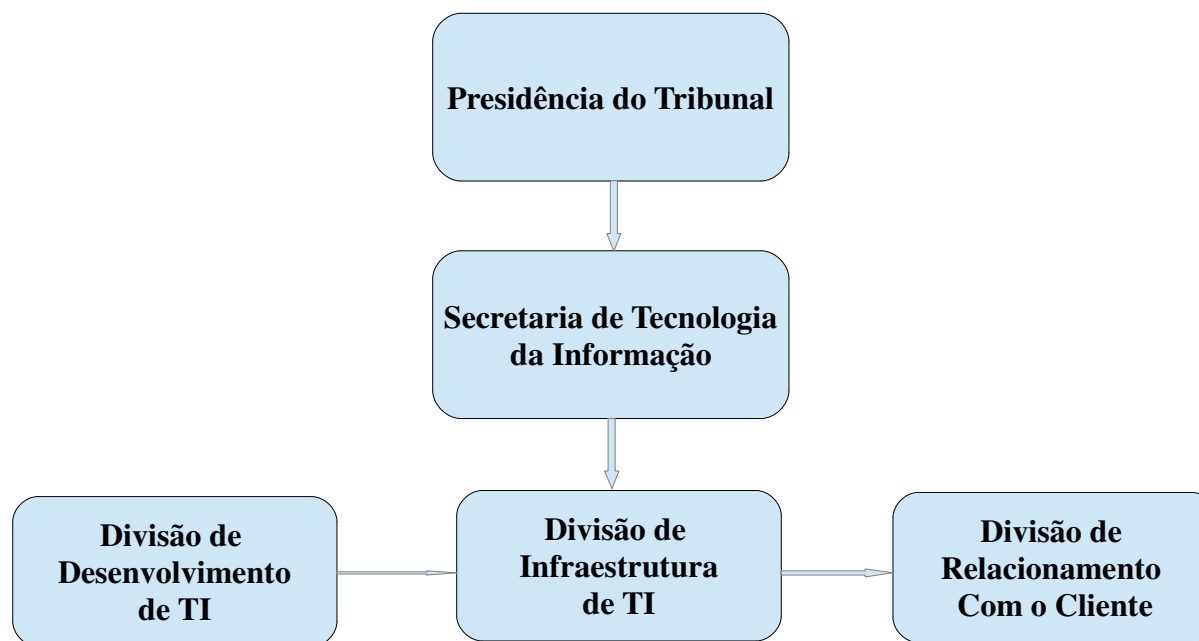 Presidência do Tribunal
Secretaria de Tecnologia
da Informação
Divisão de
Desenvolvimento
de TI
Divisão de
Infraestrutura
de TI
Divisão de
Relacionamento
Com o Cliente